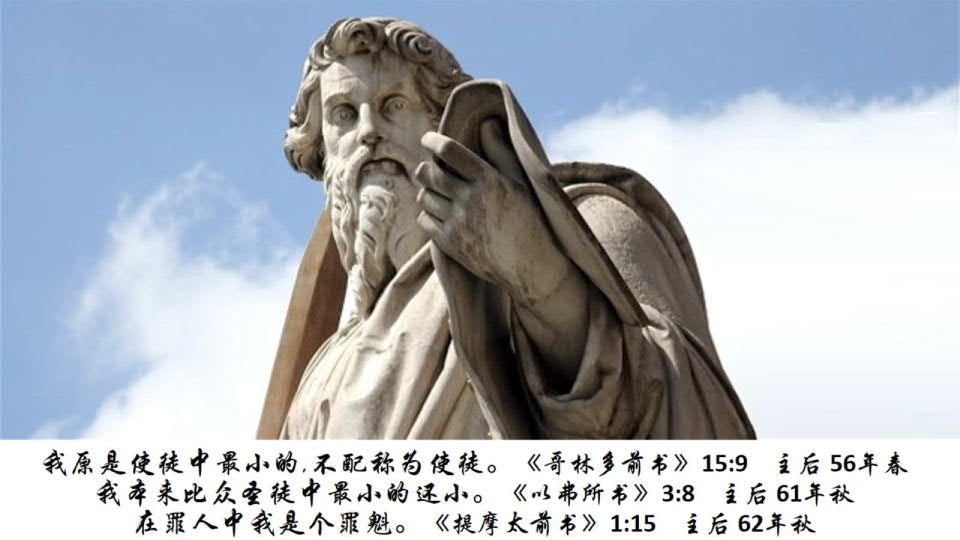 我原是使徒中最小的,不配称为使徒。《哥林多前书》15:9 主后 56年春
我本来比众圣徒中最小的还小。《以弗所书》3:8 主后 61年秋
在罪人中我是个罪魁。《提摩太前书》1:15 主后 62年秋